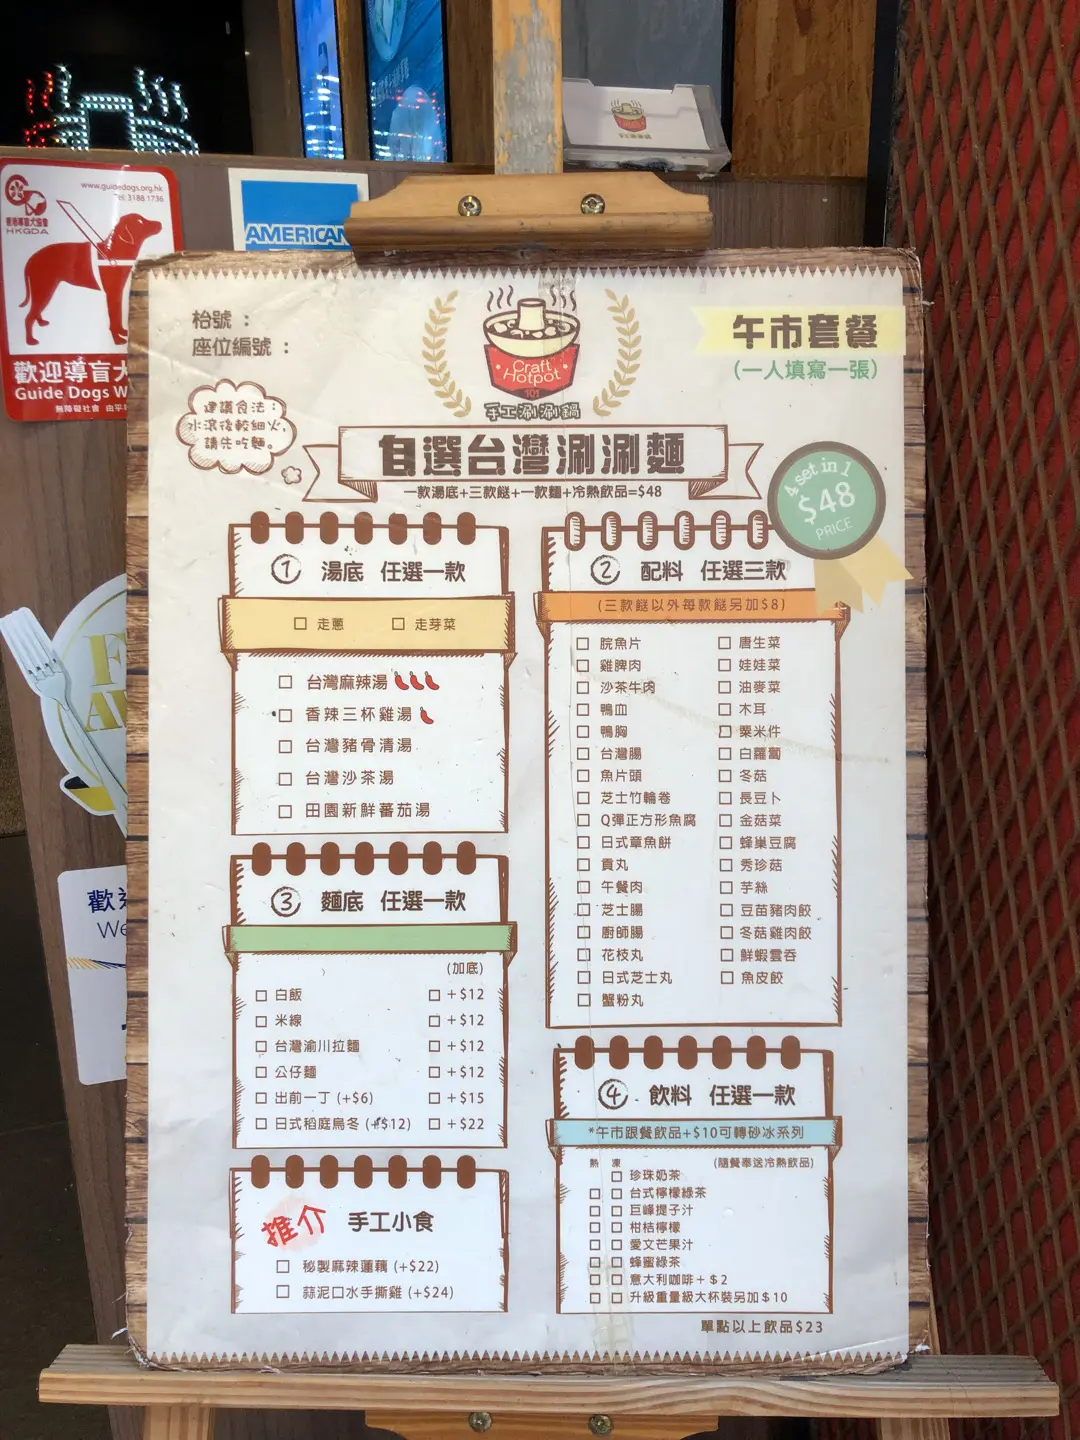 www.guidedogs.org.hk
Tel: 3188 1736
香港導盲犬協會
HKGDA
歡迎導盲犬
Guide Dogs W
無障礙社會
AMERICAN
枱號：
座位編號：
Craft
Hotpot
101
手工涮涮鍋
午市套餐
(一人填寫一張)
建議食法：
水滾後較細火，
請先吃麵。
自選台灣涮涮麵
一款湯底+三款餸+一款麵+冷熱飲品=$48
4 set in 1
$48
PRICE
① 湯底 任選一款
□ 走蔥 □ 走芽菜
□ 台灣麻辣湯
□ 香辣三杯雞湯
□ 台灣豬骨清湯
□ 台灣沙茶湯
□ 田園新鮮蕃茄湯
② 配料 任選三款
(三款餸以外每款餸另加$8)
□ 脘魚片 □ 唐生菜
□ 雞脾肉 □ 娃娃菜
□ 沙茶牛肉 □ 油麥菜
□ 鴨血 □ 木耳
□ 鴨胸 □ 粟米件
□ 台灣腸 □ 白蘿蔔
□ 魚片頭 □ 冬菇
□ 芝士竹輪卷 □ 長豆卜
□ Q彈正方形魚腐 □ 金菇菜
□ 日式章魚餅 □ 蜂巢豆腐
□ 貢丸 □ 秀珍菇
□ 午餐肉 □ 芋絲
□ 芝士腸 □ 豆苗豬肉餃
□ 廚師腸 □ 冬菇雞肉餃
□ 花枝丸 □ 鮮蝦雲吞
□ 日式芝士丸 □ 魚皮餃
□ 蟹粉丸
③ 麵底 任選一款
(加底)
□ 白飯 □ +$12
□ 米線 □ +$12
□ 台灣渝川拉麵 □ +$12
□ 公仔麵 □ +$12
□ 出前一丁 (+$6) □ +$15
□ 日式稻庭烏冬 (+$12) □ +$22
推介 手工小食
□ 秘製麻辣蓮藕 (+$22)
□ 蒜泥口水手撕雞 (+$24)
④ 飲料 任選一款
*午市跟餐飲品+$10可轉砂冰系列
熱 凍 (隨餐奉送冷熱飲品)
□ 珍珠奶茶
□ □ 台式檸檬綠茶
□ □ 巨峰提子汁
□ □ 柑桔檸檬
□ □ 愛文芒果汁
□ □ 蜂蜜綠茶
□ □ 意大利咖啡+$2
□ □ 升級重量級大杯裝另加$10
單點以上飲品$23
歡迎
We